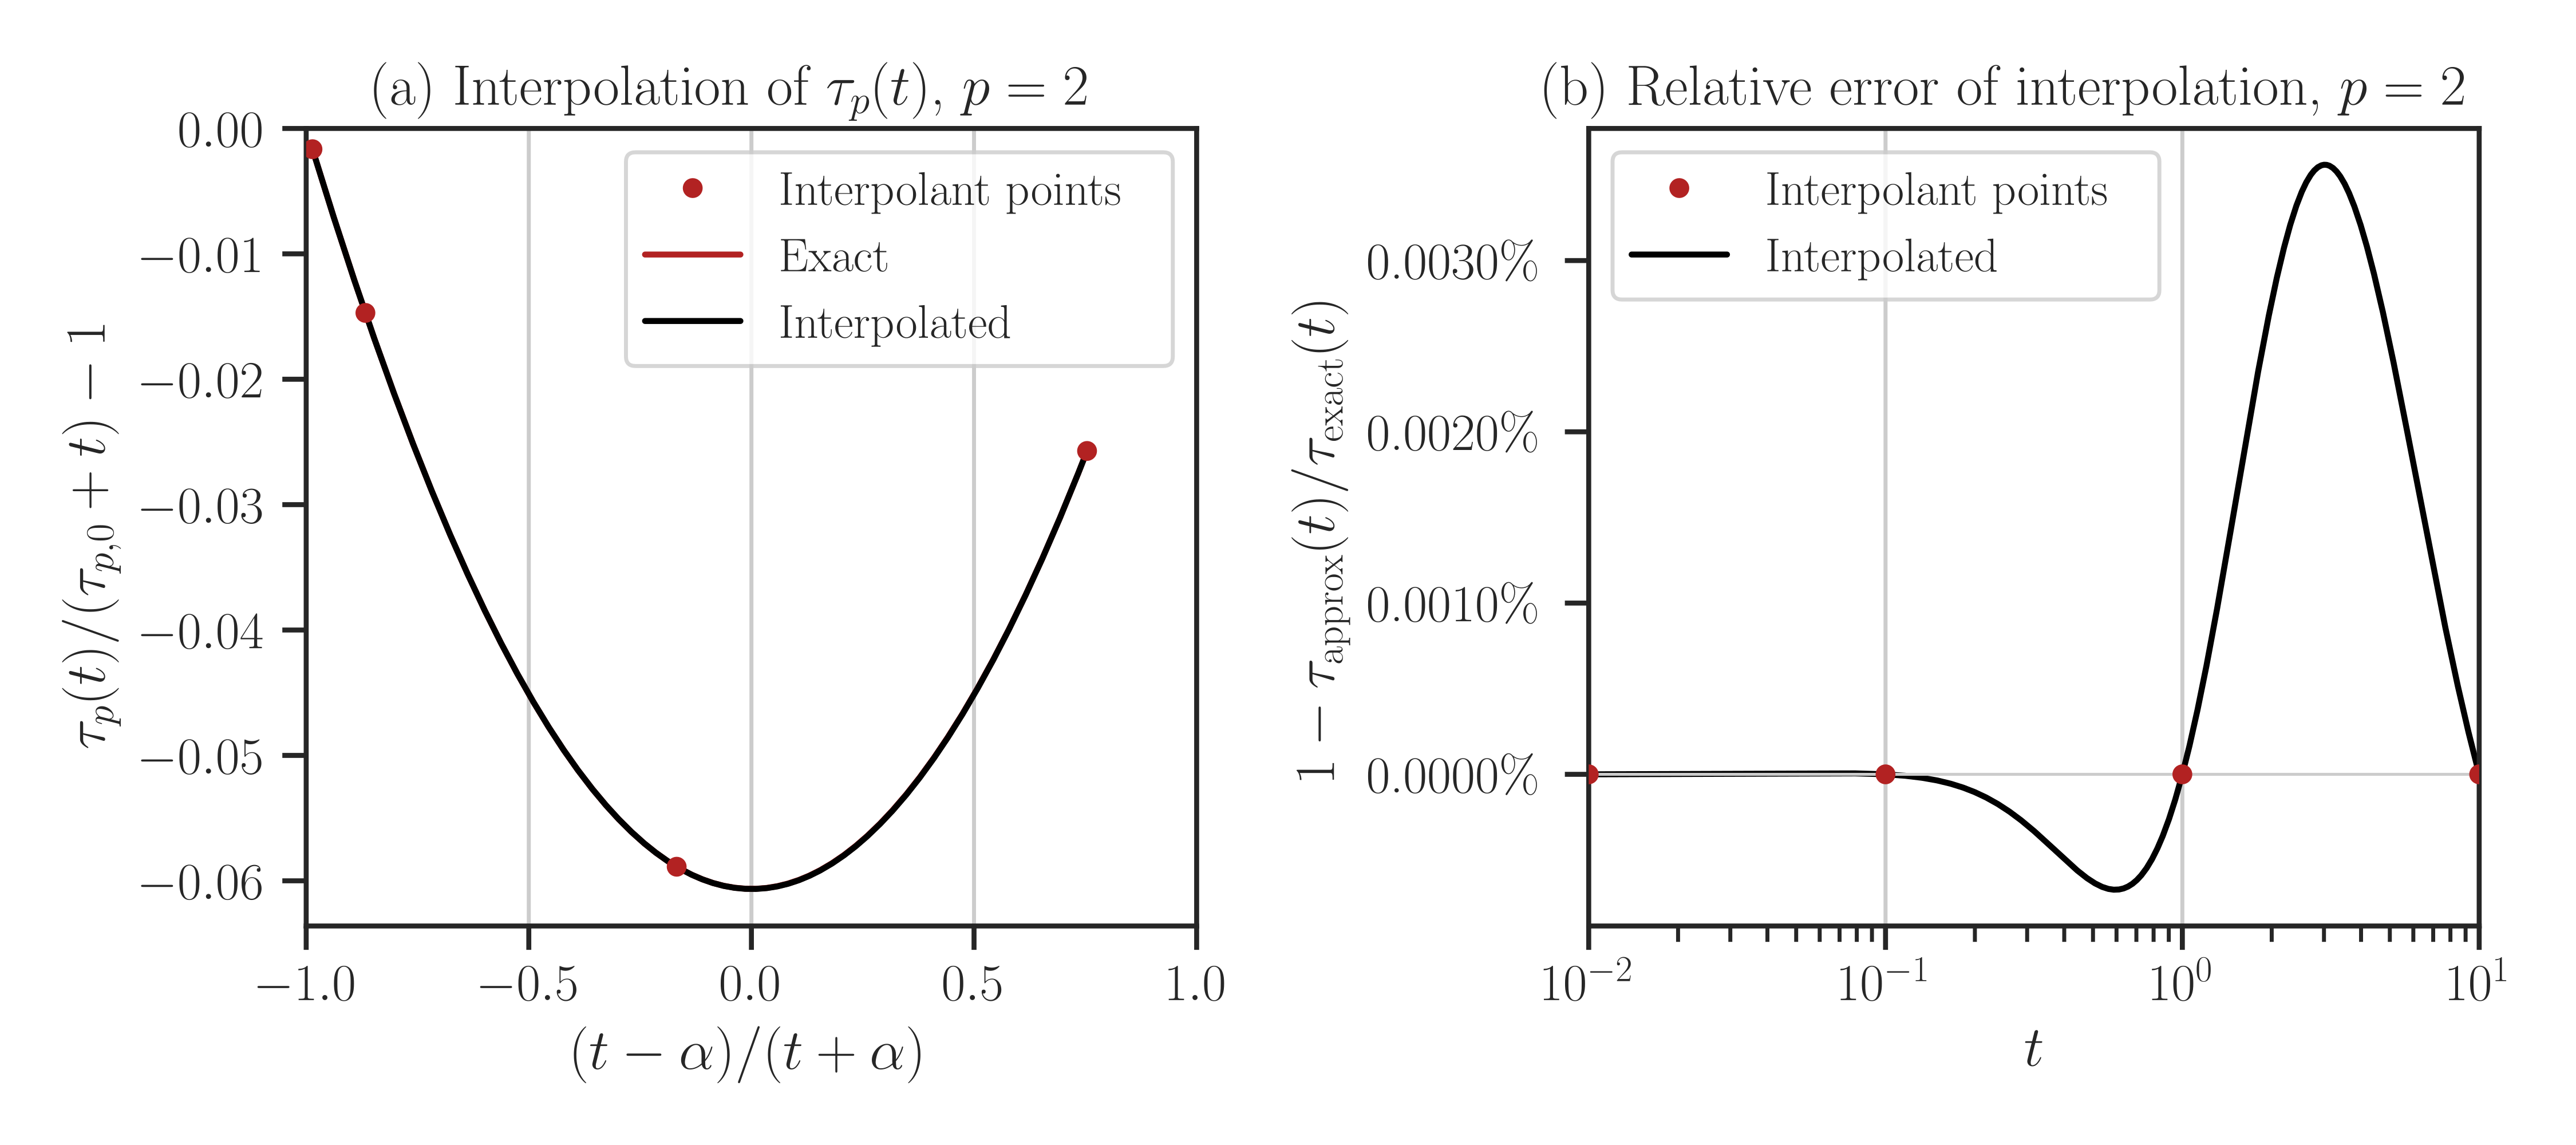 (a) Interpolation of τ_p(t), p = 2
τ_p(t)/(τ_{p,0} + t) − 1
0.00
−0.01
−0.02
−0.03
−0.04
−0.05
−0.06
Interpolant points
Exact
Interpolated
−1.0 −0.5 0.0 0.5 1.0
(t − α)/(t + α)
(b) Relative error of interpolation, p = 2
1 − τ_approx(t)/τ_exact(t)
0.0030%
0.0020%
0.0010%
0.0000%
Interpolant points
Interpolated
10^{−2} 10^{−1} 10^0 10^1
t